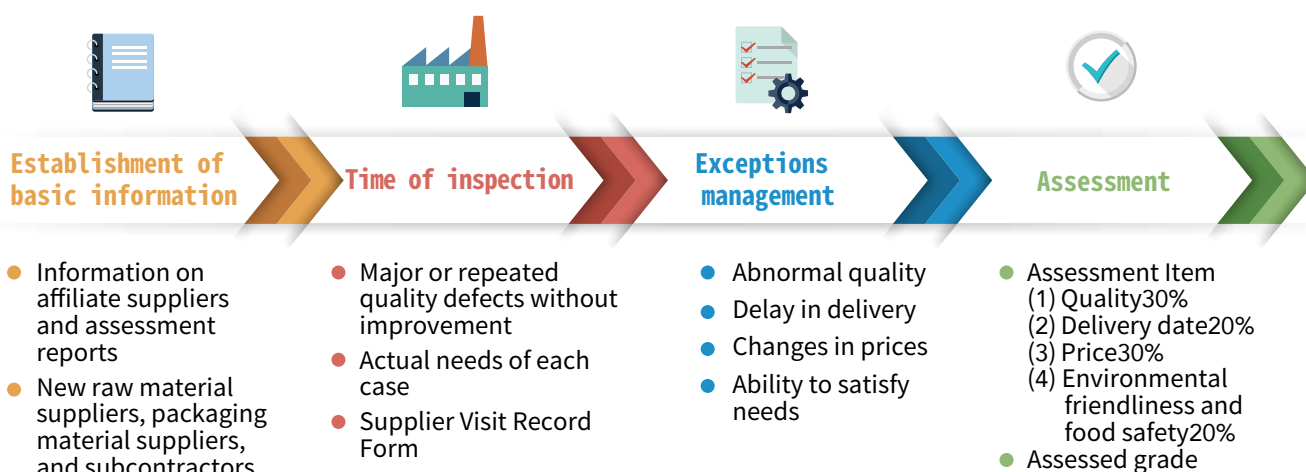 Establishment of
basic information
Time of inspection
Exceptions
management
Assessment
Information on
affiliate suppliers
and assessment
reports
New raw material
suppliers, packaging
material suppliers,
and subcontractors
Major or repeated
quality defects without
improvement
Actual needs of each
case
Supplier Visit Record
Form
Abnormal quality
Delay in delivery
Changes in prices
Ability to satisfy
needs
Assessment Item
(1) Quality30%
(2) Delivery date20%
(3) Price30%
(4) Environmental
friendliness and
food safety20%
Assessed grade